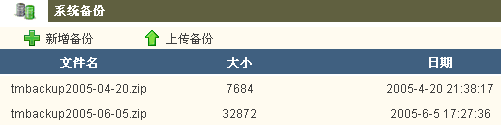 系统备份
新增备份 上传备份
文件名 大小 日期
tmbackup2005-04-20.zip 7684 2005-4-20 21:38:17
tmbackup2005-06-05.zip 32872 2005-6-5 17:27:36